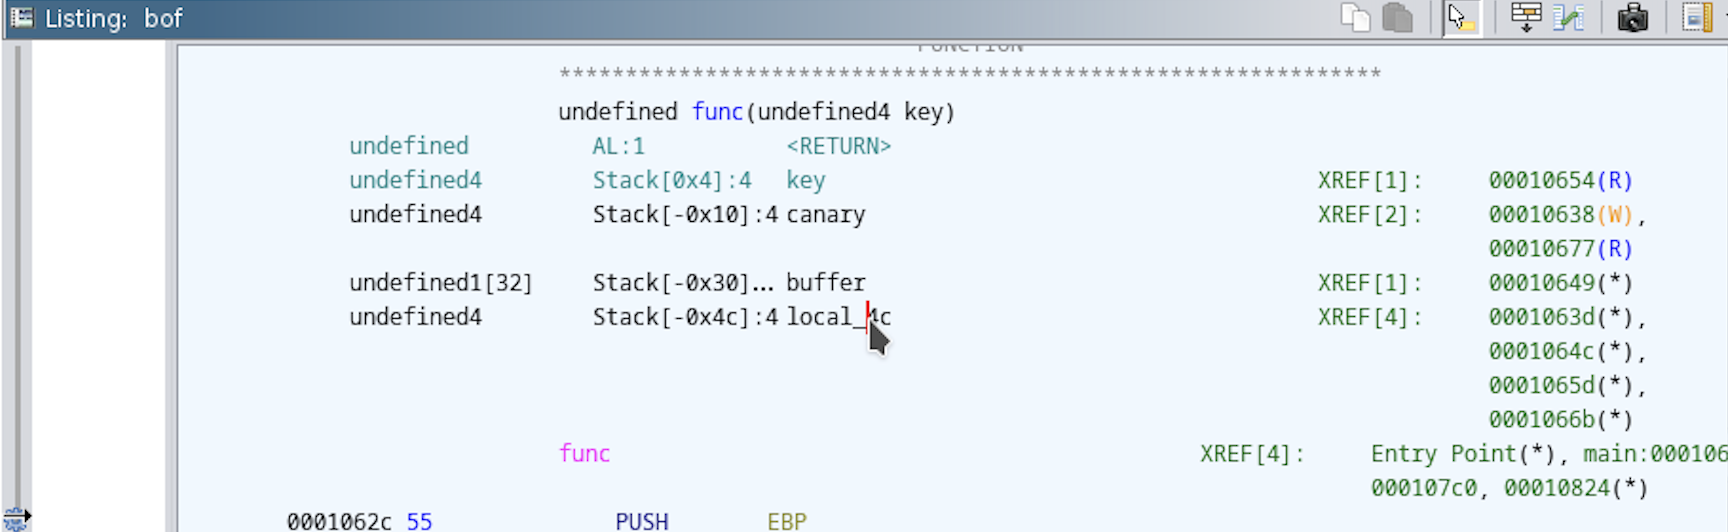 Listing: bof
FUNCTION
***************************************************************
undefined func(undefined4 key)
undefined AL:1 <RETURN>
undefined4 Stack[0x4]:4 key XREF[1]: 00010654(R)
undefined4 Stack[-0x10]:4 canary XREF[2]: 00010638(W),
00010677(R)
undefined1[32] Stack[-0x30]... buffer XREF[1]: 00010649(*)
undefined4 Stack[-0x4c]:4 local_4c XREF[4]: 0001063d(*),
0001064c(*),
0001065d(*),
0001066b(*)
func XREF[4]: Entry Point(*), main:000106
000107c0, 00010824(*)
0001062c 55 PUSH EBP